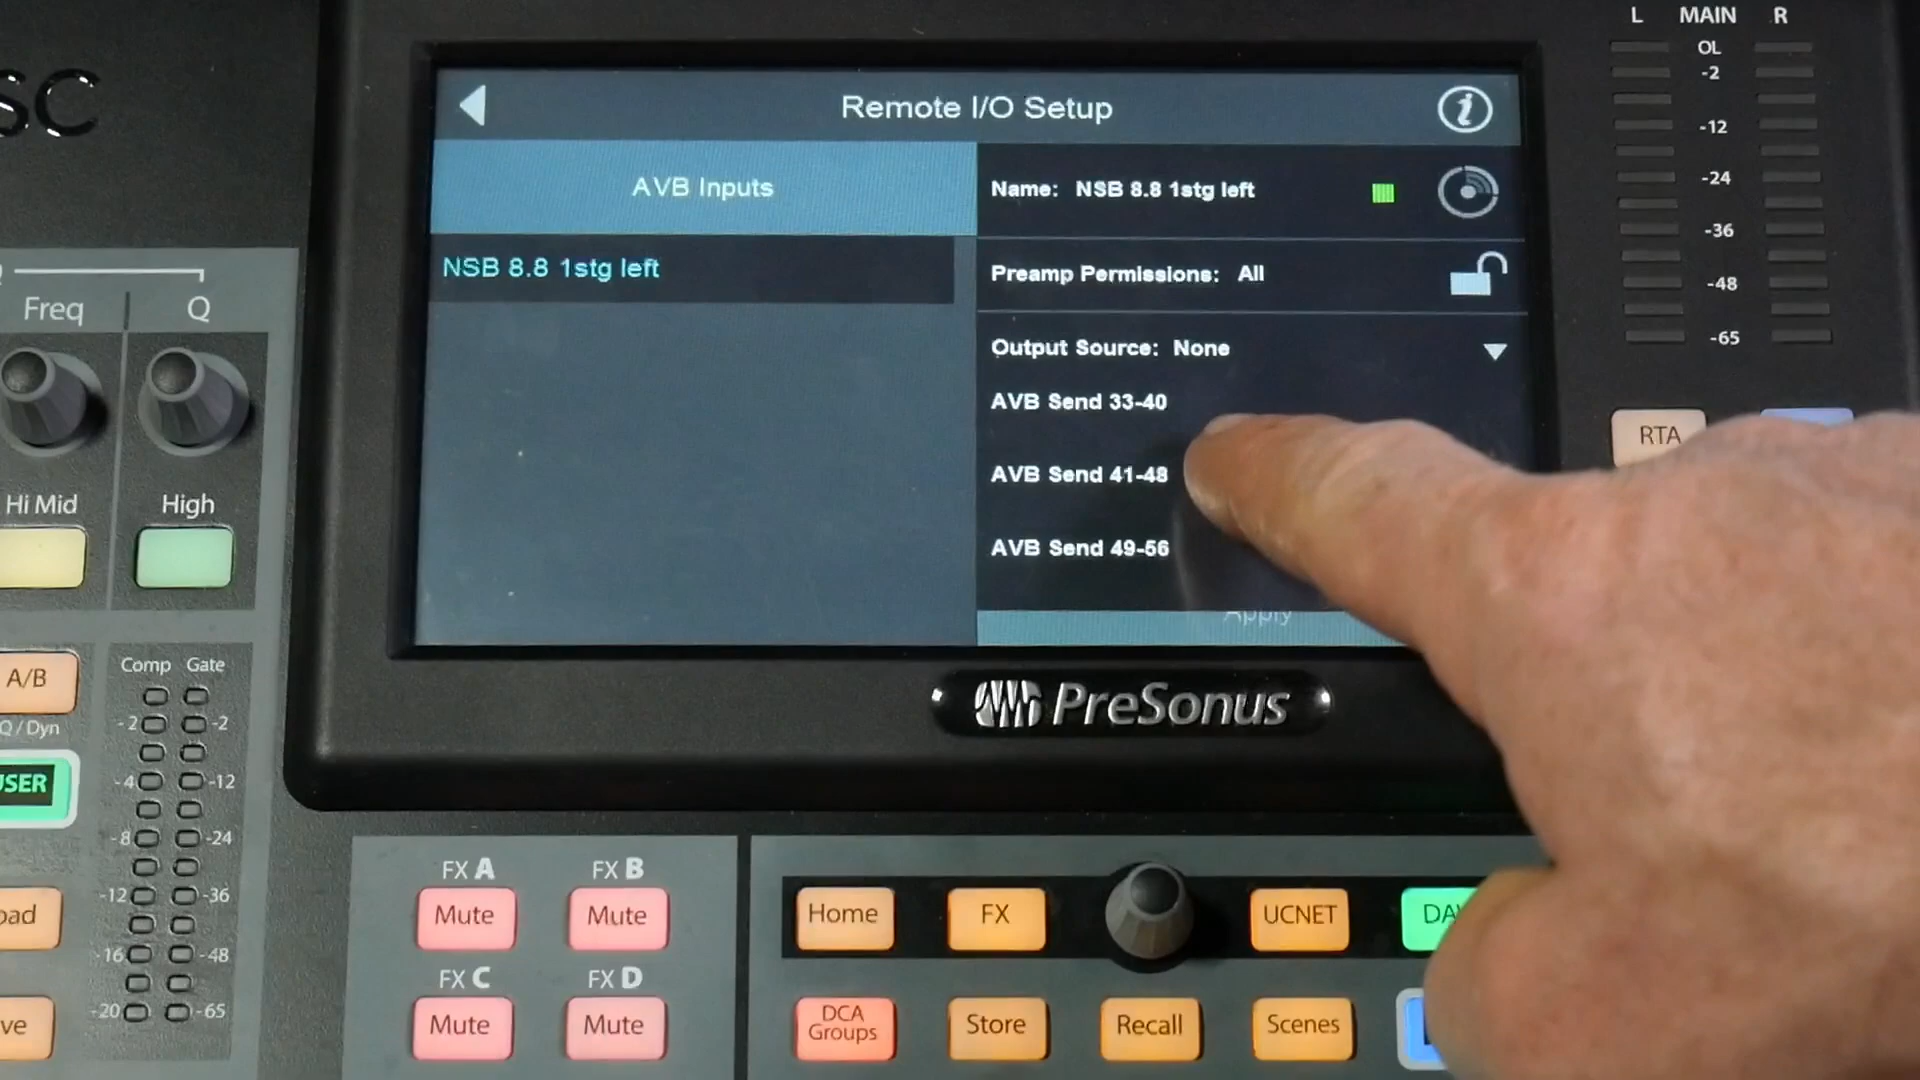 SC
Q
Freq
Q
Hi Mid
High
A/B
Q / Dyn
USER
Comp Gate
-2 -2
-4 -12
-8 -24
-12 -36
-16 -48
-20 -65
Remote I/O Setup
i
AVB Inputs
NSB 8.8 1stg left
Name: NSB 8.8 1stg left
Preamp Permissions: All
Output Source: None
AVB Send 33-40
AVB Send 41-48
AVB Send 49-56
Apply
PreSonus
L MAIN R
OL
-2
-12
-24
-36
-48
-65
RTA
FX A
Mute
FX B
Mute
FX C
Mute
FX D
Mute
Home
FX
UCNET
DCA
Groups
Store
Recall
Scenes